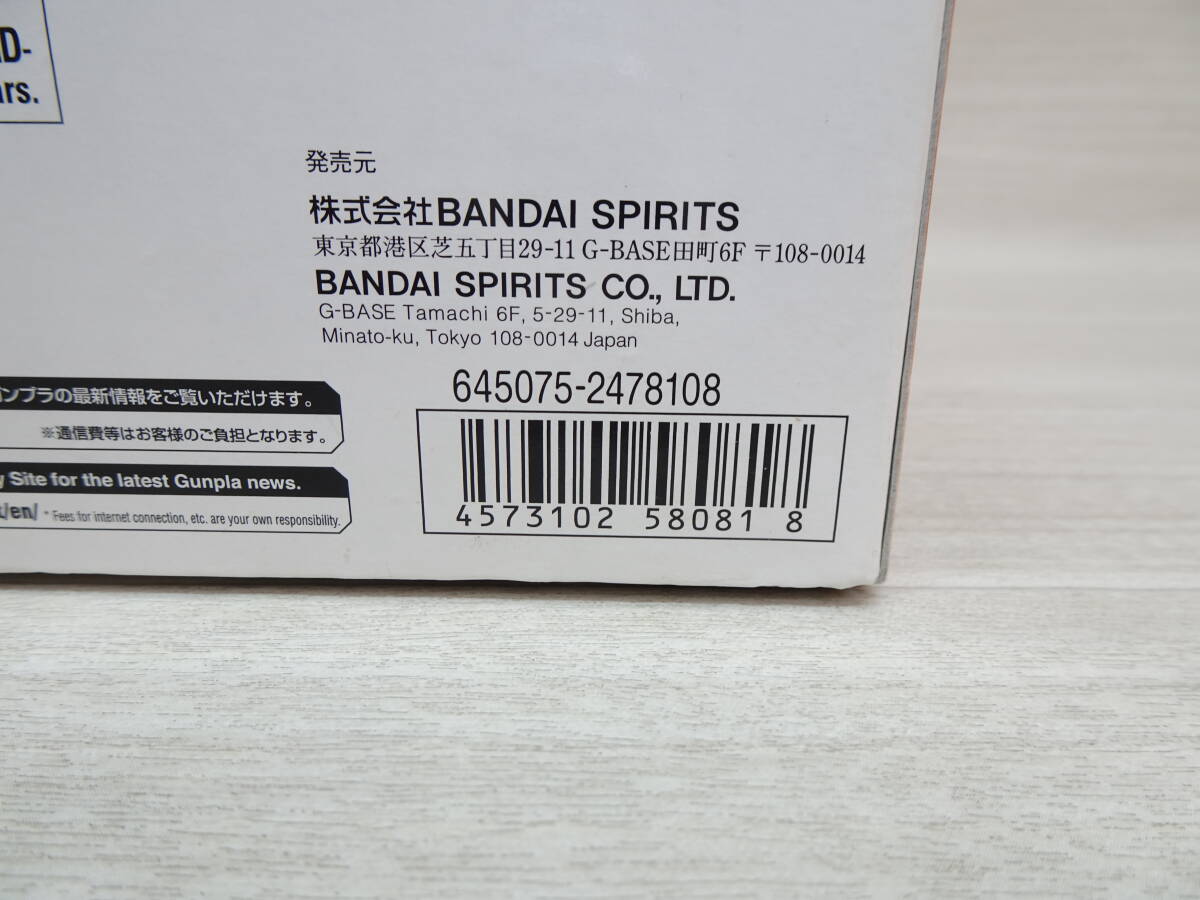 ars.
発売元
株式会社BANDAI SPIRITS
東京都港区芝五丁目29-11 G-BASE田町6F 〒108-0014
BANDAI SPIRITS CO., LTD.
G-BASE Tamachi 6F, 5-29-11, Shiba,
Minato-ku, Tokyo 108-0014 Japan
ンプラの最新情報をご覧いただけます。
※通信費等はお客様のご負担となります。
Site for the latest Gunpla news.
/en/ * Fees for internet connection, etc. are your own responsibility.
645075-2478108
4573102 58081 8